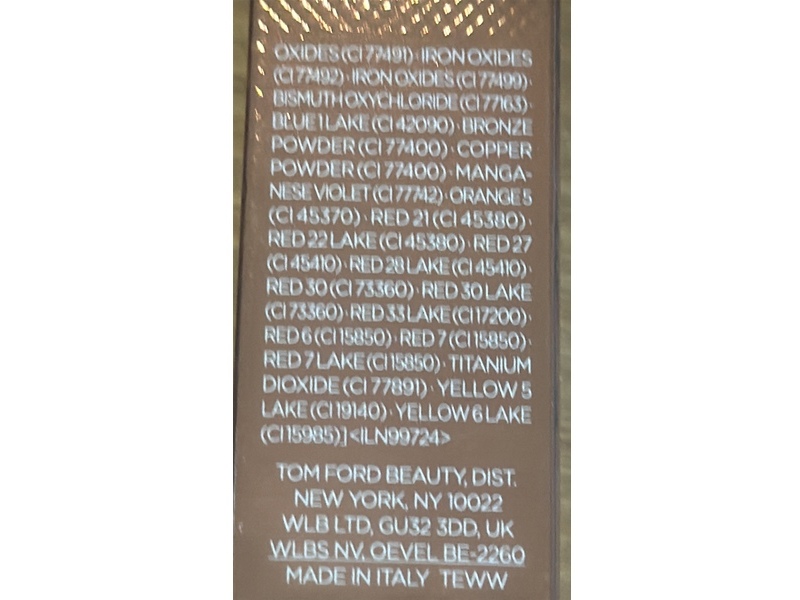 OXIDES (CI 77491) · IRON OXIDES
(CI 77492) · IRON OXIDES (CI 77499) ·
BISMUTH OXYCHLORIDE (CI 77163) ·
BLUE 1 LAKE (CI 42090) · BRONZE
POWDER (CI 77400) · COPPER
POWDER (CI 77400) · MANGA-
NESE VIOLET (CI 77742) · ORANGE 5
(CI 45370) · RED 21 (CI 45380) ·
RED 22 LAKE (CI 45380) · RED 27
(CI 45410) · RED 28 LAKE (CI 45410) ·
RED 30 (CI 73360) · RED 30 LAKE
(CI 73360) · RED 33 LAKE (CI 17200) ·
RED 6 (CI 15850) · RED 7 (CI 15850) ·
RED 7 LAKE (CI 15850) · TITANIUM
DIOXIDE (CI 77891) · YELLOW 5
LAKE (CI 19140) · YELLOW 6 LAKE
(CI 15985)] <ILN99724>
TOM FORD BEAUTY, DIST.
NEW YORK, NY 10022
WLB LTD, GU32 3DD, UK
WLBS NV, OEVEL BE-2260
MADE IN ITALY TEWW